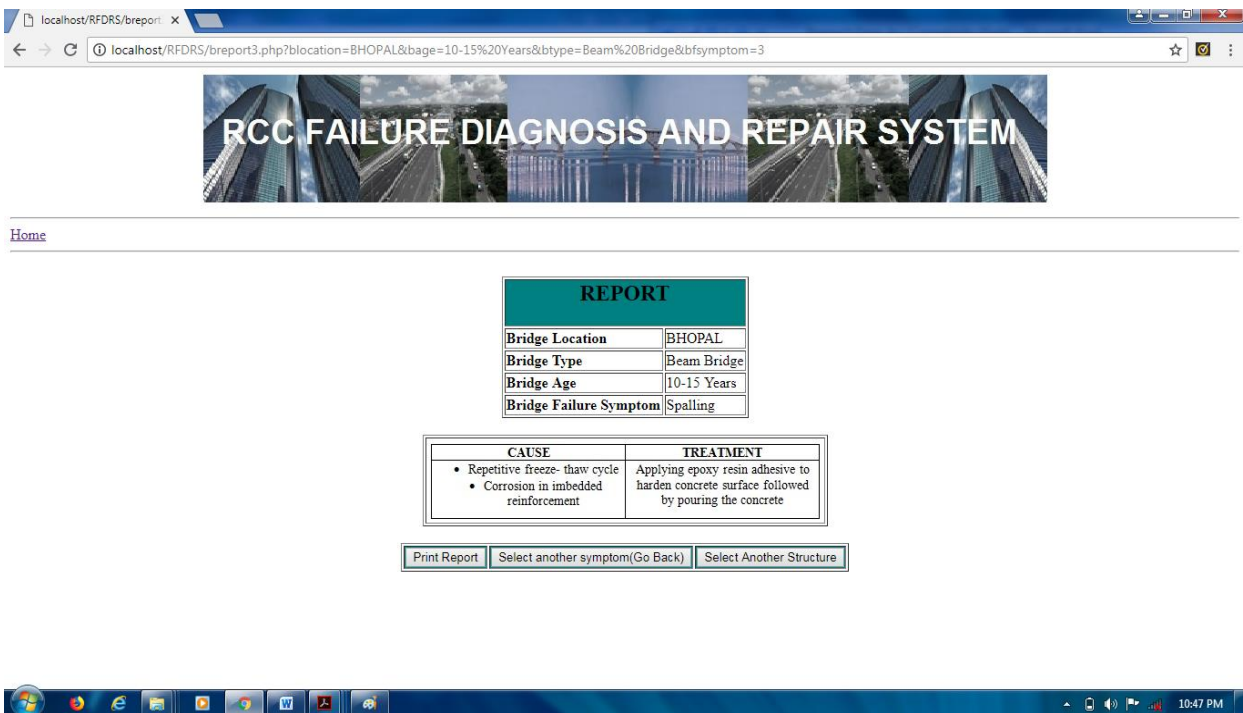 localhost/RFDRS/breport
localhost/RFDRS/breport3.php?blocation=BHOPAL&bage=10-15%20Years&btype=Beam%20Bridge&bfsymptom=3
RCC FAILURE DIAGNOSIS AND REPAIR SYSTEM
Home
REPORT
Bridge Location BHOPAL
Bridge Type Beam Bridge
Bridge Age 10-15 Years
Bridge Failure Symptom Spalling
CAUSE TREATMENT
• Repetitive freeze- thaw cycle Applying epoxy resin adhesive to
• Corrosion in imbedded harden concrete surface followed
reinforcement by pouring the concrete
Print Report Select another symptom(Go Back) Select Another Structure
10:47 PM